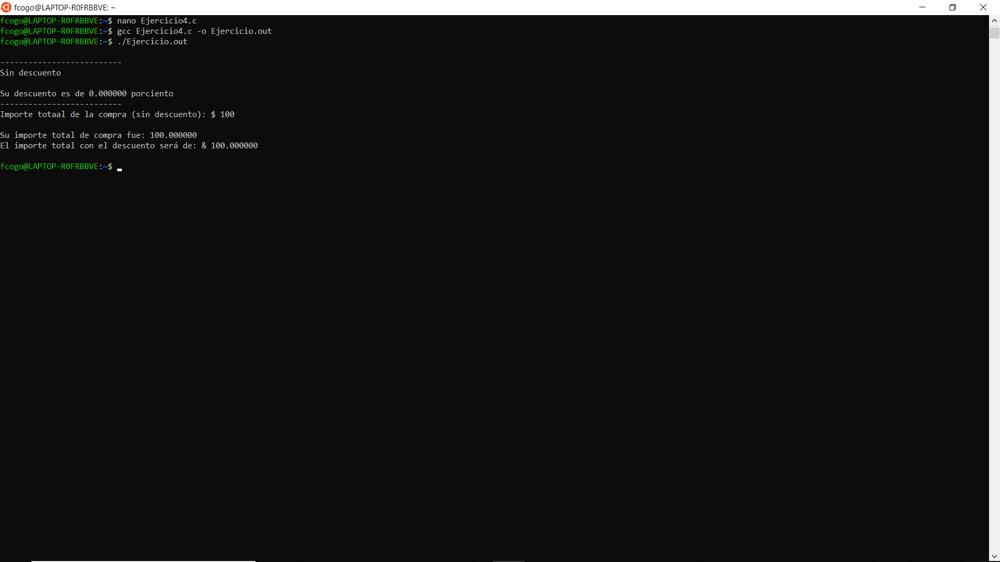 fcogo@LAPTOP-R0FRBBVE: ~
fcogo@LAPTOP-R0FRBBVE:~$ nano Ejercicio4.c
fcogo@LAPTOP-R0FRBBVE:~$ gcc Ejercicio4.c -o Ejercicio.out
fcogo@LAPTOP-R0FRBBVE:~$ ./Ejercicio.out
--------------------------
Sin descuento
Su descuento es de 0.000000 porciento
--------------------------
Importe totaal de la compra (sin descuento): $ 100
Su importe total de compra fue: 100.000000
El importe total con el descuento será de: & 100.000000
fcogo@LAPTOP-R0FRBBVE:~$